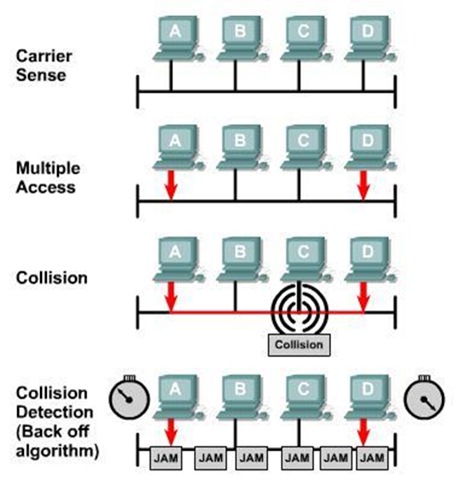 A B C D
Carrier
Sense
A B C D
Multiple
Access
A B C D
Collision
Collision
A B C D
Collision
Detection
(Back off
algorithm)
JAM JAM JAM JAM JAM JAM